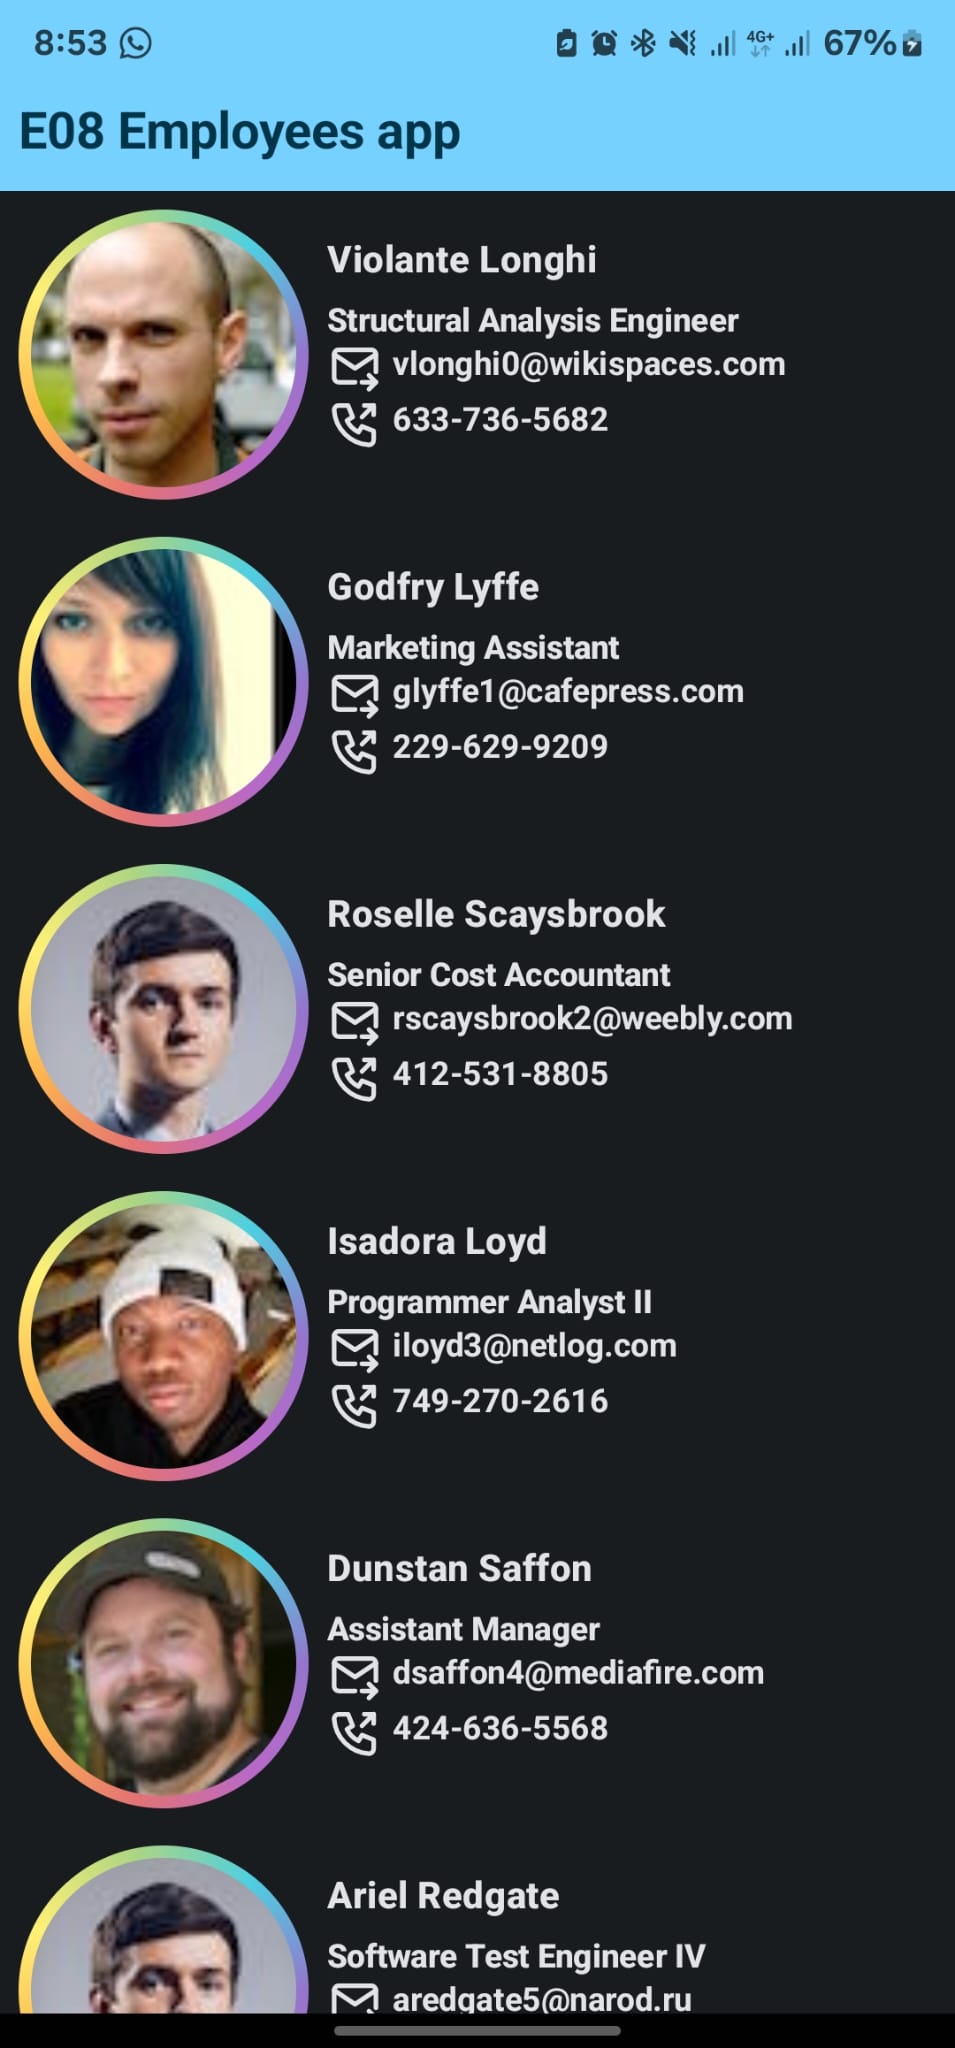 8:53
4G+
67%
E08 Employees app
Violante Longhi
Structural Analysis Engineer
vlonghi0@wikispaces.com
633-736-5682
Godfry Lyffe
Marketing Assistant
glyffe1@cafepress.com
229-629-9209
Roselle Scaysbrook
Senior Cost Accountant
rscaysbrook2@weebly.com
412-531-8805
Isadora Loyd
Programmer Analyst II
iloyd3@netlog.com
749-270-2616
Dunstan Saffon
Assistant Manager
dsaffon4@mediafire.com
424-636-5568
Ariel Redgate
Software Test Engineer IV
aredgate5@narod.ru